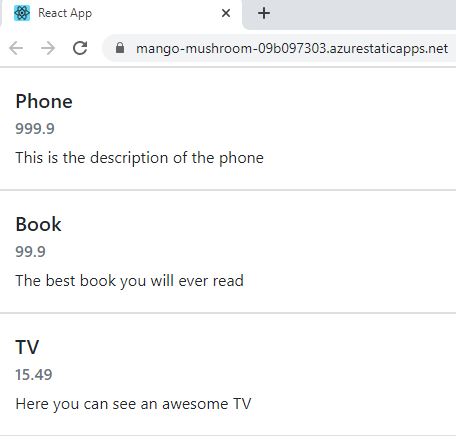 React App
mango-mushroom-09b097303.azurestaticapps.net
Phone
999.9
This is the description of the phone
Book
99.9
The best book you will ever read
TV
15.49
Here you can see an awesome TV